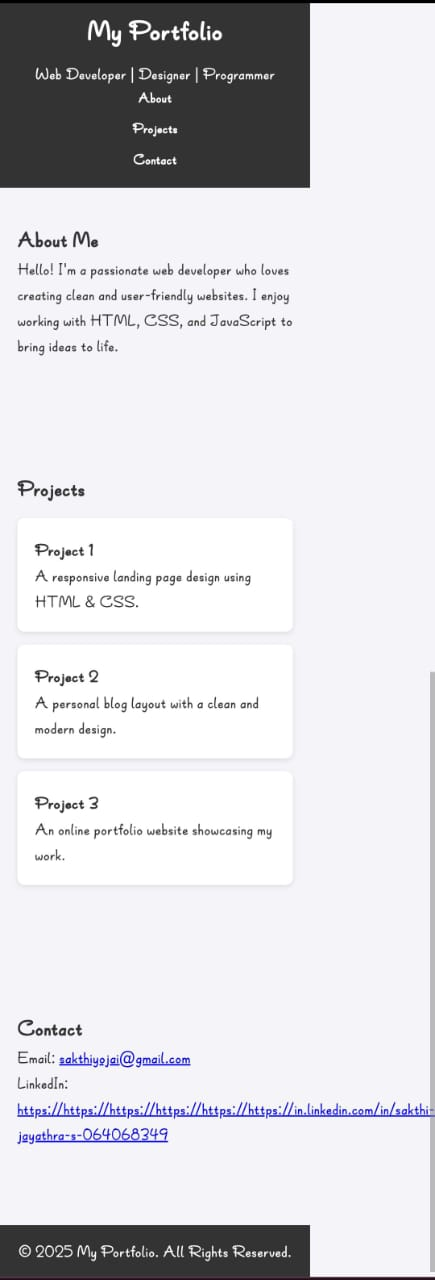 My Portfolio
Web Developer | Designer | Programmer
About
Projects
Contact
About Me
Hello! I'm a passionate web developer who loves
creating clean and user-friendly websites. I enjoy
working with HTML, CSS, and JavaScript to
bring ideas to life.
Projects
Project 1
A responsive landing page design using
HTML & CSS.
Project 2
A personal blog layout with a clean and
modern design.
Project 3
An online portfolio website showcasing my
work.
Contact
Email: sakthiyojai@gmail.com
LinkedIn:
https://https://https://https://https://https://in.linkedin.com/in/sakthi-
jayathra-s-064068349
© 2025 My Portfolio. All Rights Reserved.